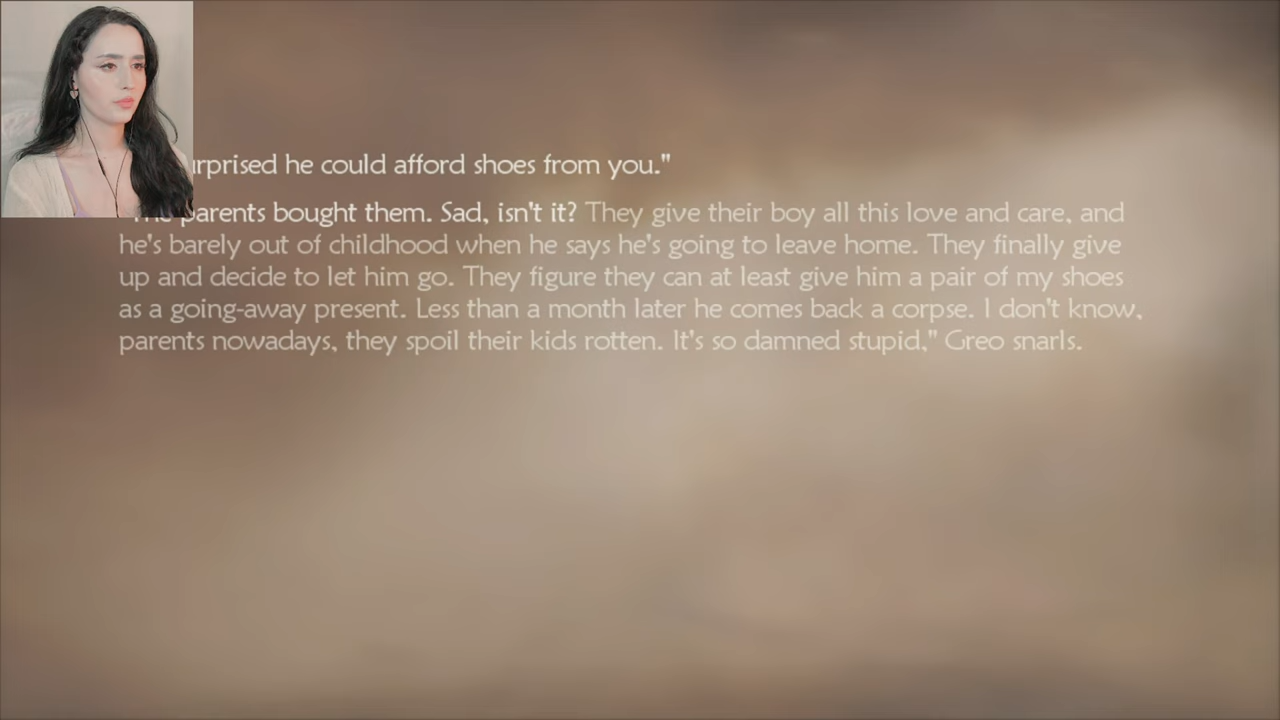 he could afford shoes from you."
parents bought them. Sad, isn't it? They give their boy all this love and care, and
he's barely out of childhood when he says he's going to leave home. They finally give
up and decide to let him go. They figure they can at least give him a pair of my shoes
as a going-away present. Less than a month later he comes back a corpse. I don't know,
parents nowadays, they spoil their kids rotten. It's so damned stupid," Greo snarls.